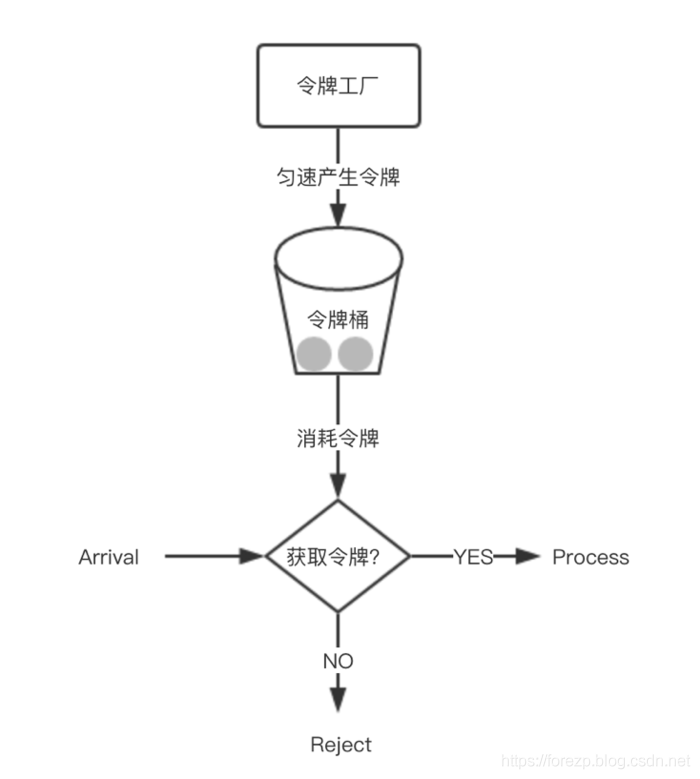 令牌工厂
匀速产生令牌
令牌桶
消耗令牌
Arrival
获取令牌?
YES
Process
NO
Reject
https://forezp.blog.csdn.net